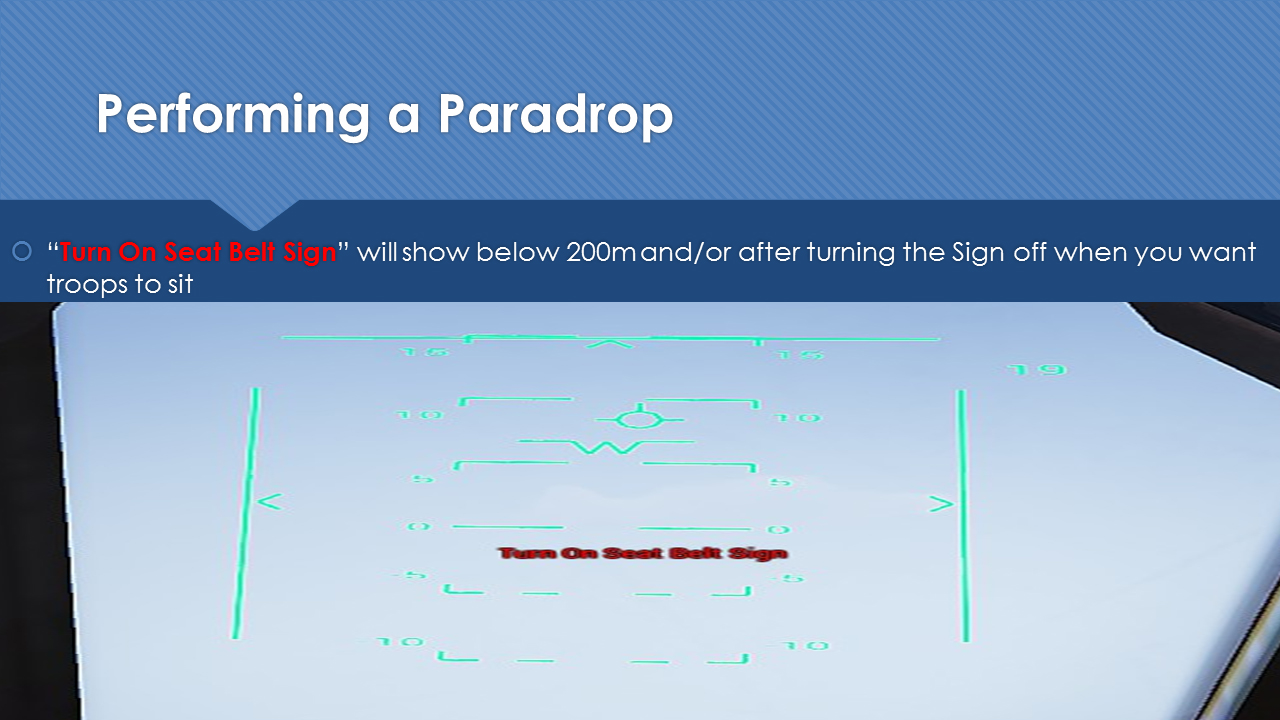 Performing a Paradrop
“Turn On Seat Belt Sign” will show below 200m and/or after turning the Sign off when you want
troops to sit
15 15
19
10 10
5 5
0 0
Turn On Seat Belt Sign
-5 -5
-10 -10